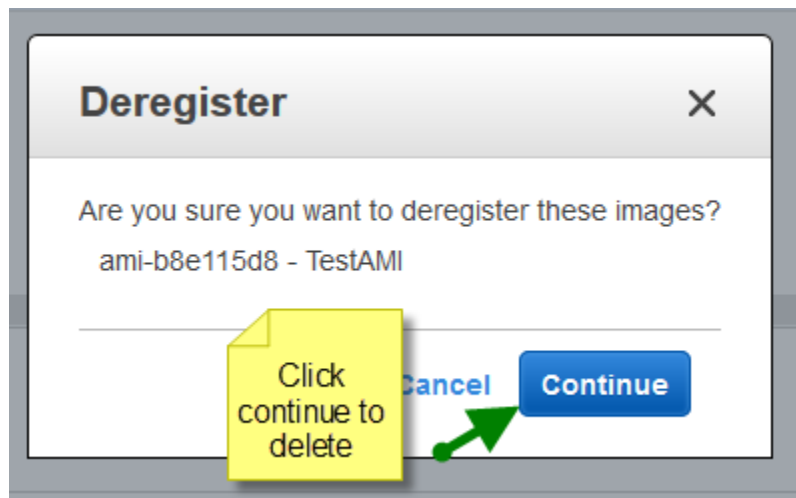 Deregister
Are you sure you want to deregister these images?
ami-b8e115d8 - TestAMI
Click
continue to
delete
Cancel
Continue